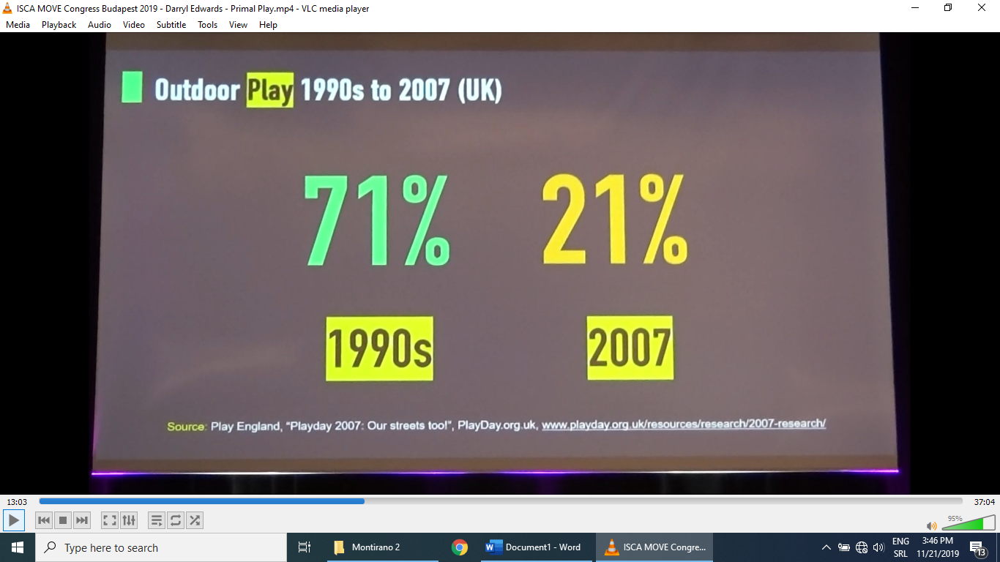 ISCA MOVE Congress Budapest 2019 - Darryl Edwards - Primal Play.mp4 - VLC media player
Media Playback Audio Video Subtitle Tools View Help
Outdoor Play 1990s to 2007 (UK)
71% 21%
1990s 2007
Source: Play England, “Playday 2007: Our streets too!”, PlayDay.org.uk, www.playday.org.uk/resources/research/2007-research/
13:03 37:04
95%
Type here to search
Montirano 2
Document1 - Word
ISCA MOVE Congre...
ENG
SRL
3:46 PM
11/21/2019
13